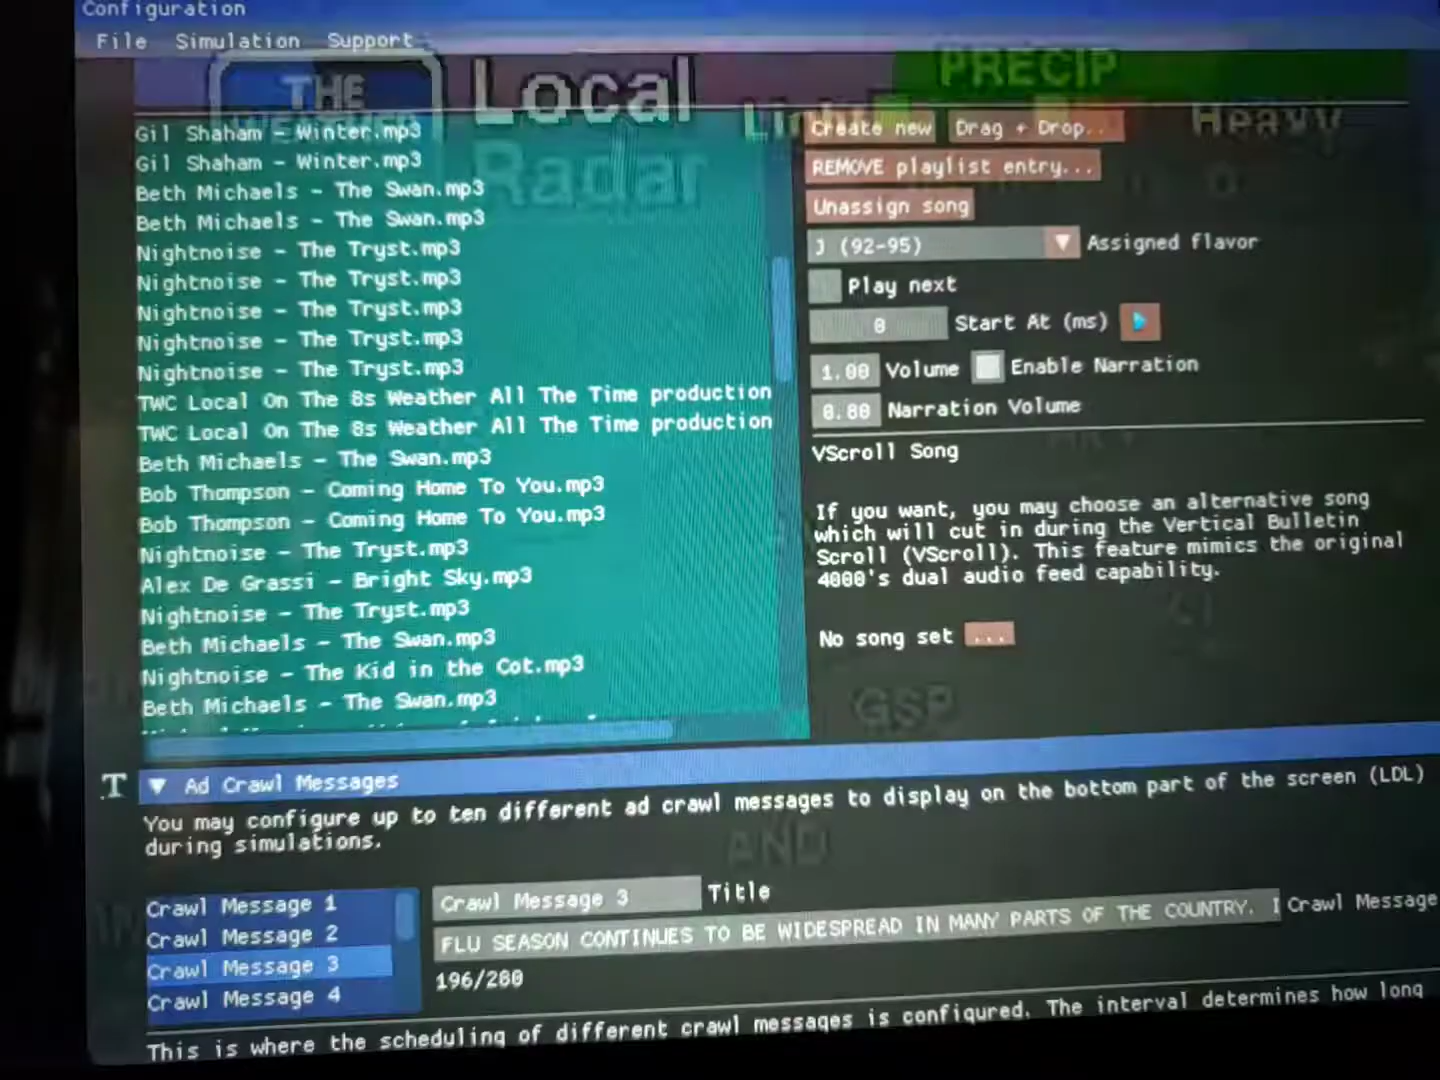 Configuration
File Simulation Support
THE
Local
Radar
PRECIP
Light Heavy
Gil Shaham - Winter.mp3
Gil Shaham - Winter.mp3
Beth Michaels - The Swan.mp3
Beth Michaels - The Swan.mp3
Nightnoise - The Tryst.mp3
Nightnoise - The Tryst.mp3
Nightnoise - The Tryst.mp3
Nightnoise - The Tryst.mp3
Nightnoise - The Tryst.mp3
TWC Local On The 8s Weather All The Time production
TWC Local On The 8s Weather All The Time production
Beth Michaels - The Swan.mp3
Bob Thompson - Coming Home To You.mp3
Bob Thompson - Coming Home To You.mp3
Nightnoise - The Tryst.mp3
Alex De Grassi - Bright Sky.mp3
Nightnoise - The Tryst.mp3
Beth Michaels - The Swan.mp3
Nightnoise - The Kid in the Cot.mp3
Beth Michaels - The Swan.mp3
Create new Drag + Drop..
REMOVE playlist entry...
Unassign song
J (92-95) Assigned flavor
Play next
0 Start At (ms)
1.00 Volume Enable Narration
0.80 Narration Volume
VScroll Song
If you want, you may choose an alternative song
which will cut in during the Vertical Bulletin
Scroll (VScroll). This feature mimics the original
4000's dual audio feed capability.
No song set ...
GSP
T
Ad Crawl Messages
You may configure up to ten different ad crawl messages to display on the bottom part of the screen (LDL)
during simulations.
AND
Crawl Message 1
Crawl Message 2
Crawl Message 3
Crawl Message 4
Crawl Message 3 Title
FLU SEASON CONTINUES TO BE WIDESPREAD IN MANY PARTS OF THE COUNTRY. I Crawl Message
196/280
This is where the scheduling of different crawl messages is configured. The interval determines how long